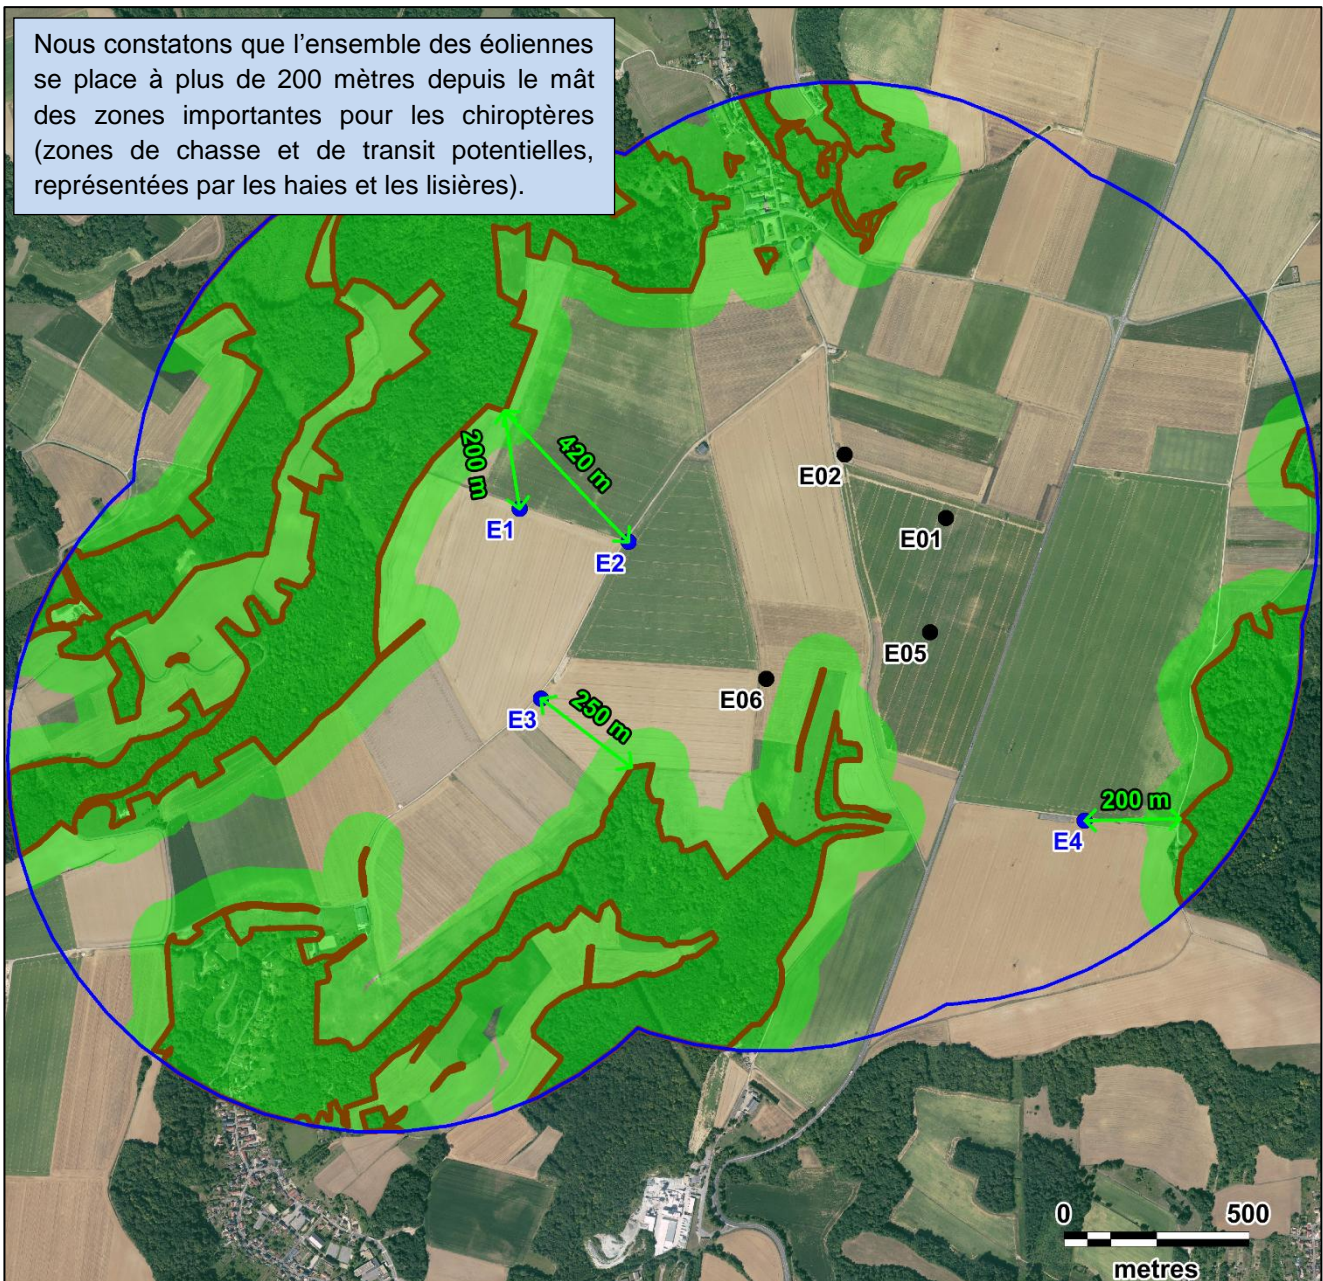 Nous constatons que l’ensemble des éoliennes
se place à plus de 200 mètres depuis le mât
des zones importantes pour les chiroptères
(zones de chasse et de transit potentielles,
représentées par les haies et les lisières).
200 m
420 m
E1
E2
E02
E01
E05
E06
E3
250 m
200 m
E4
0 500
metres